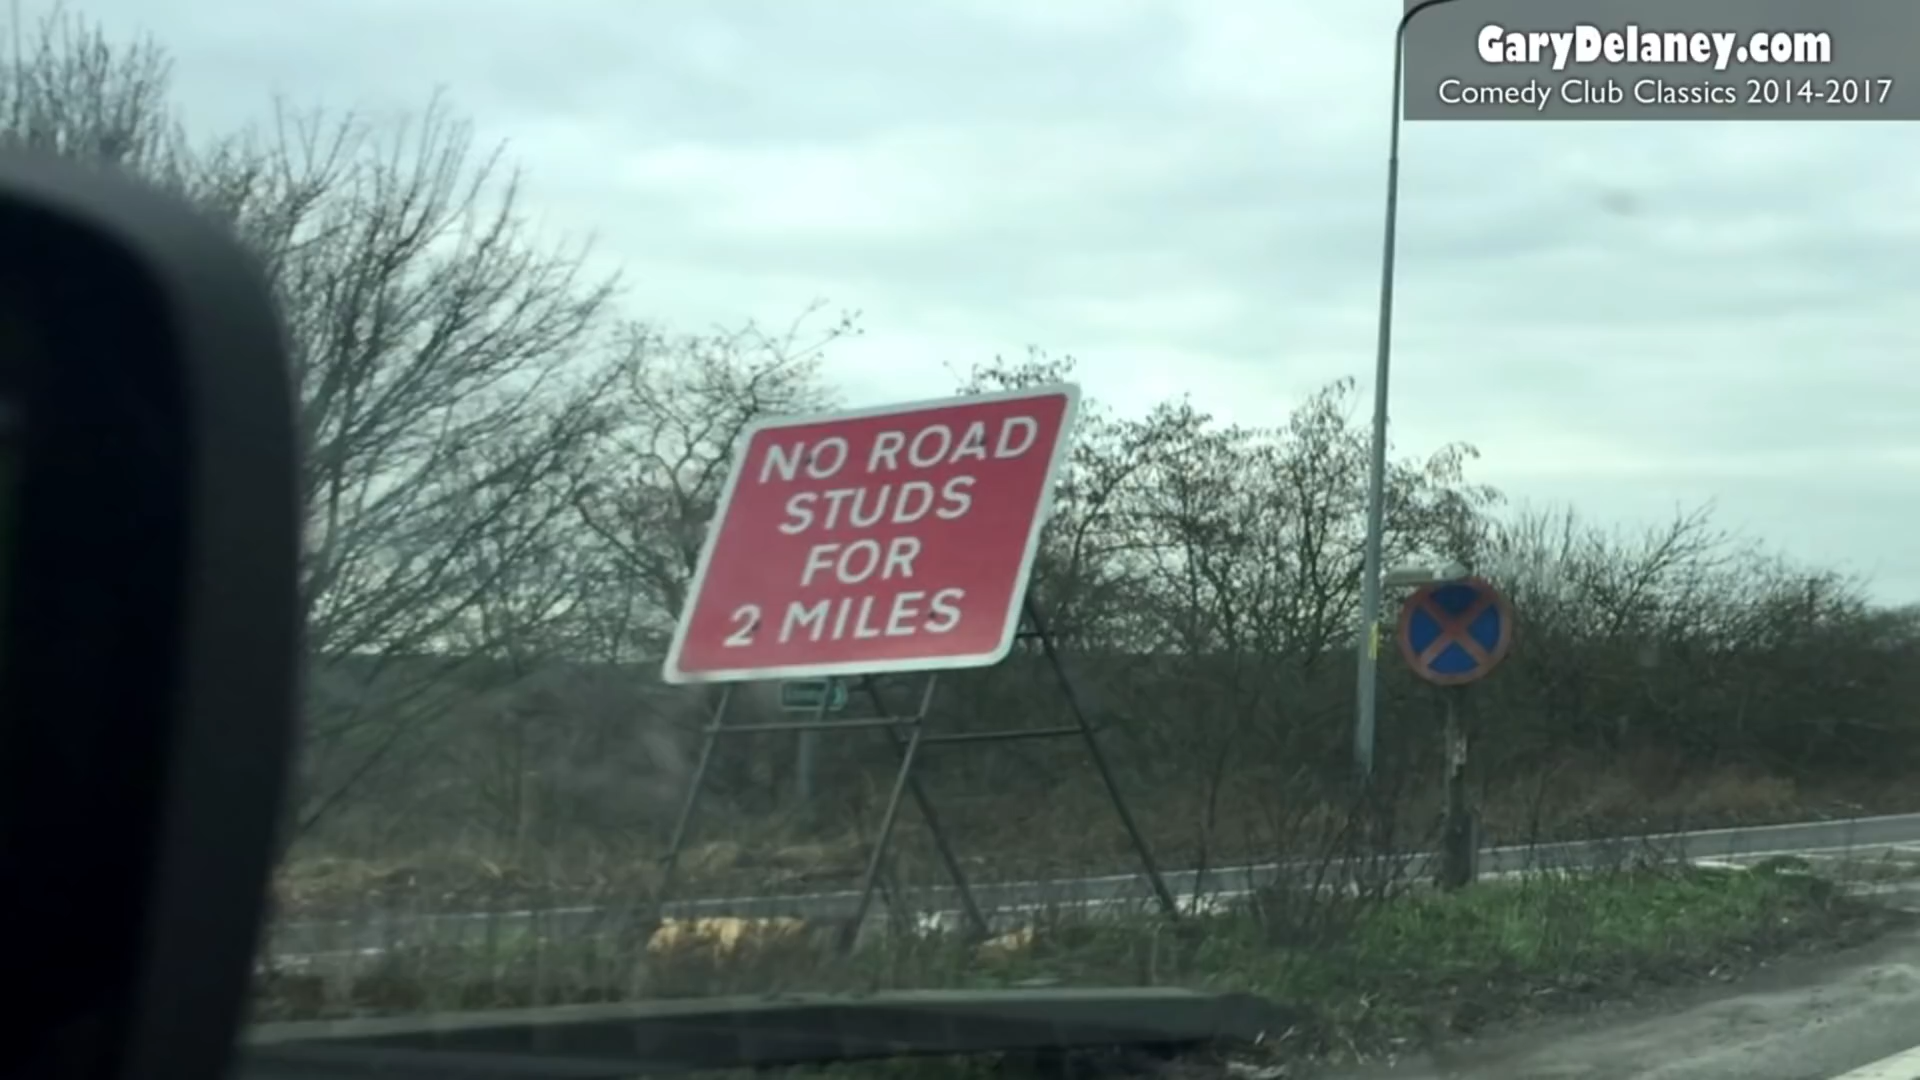 GaryDelaney.com
Comedy Club Classics 2014-2017
NO ROAD
STUDS
FOR
2 MILES